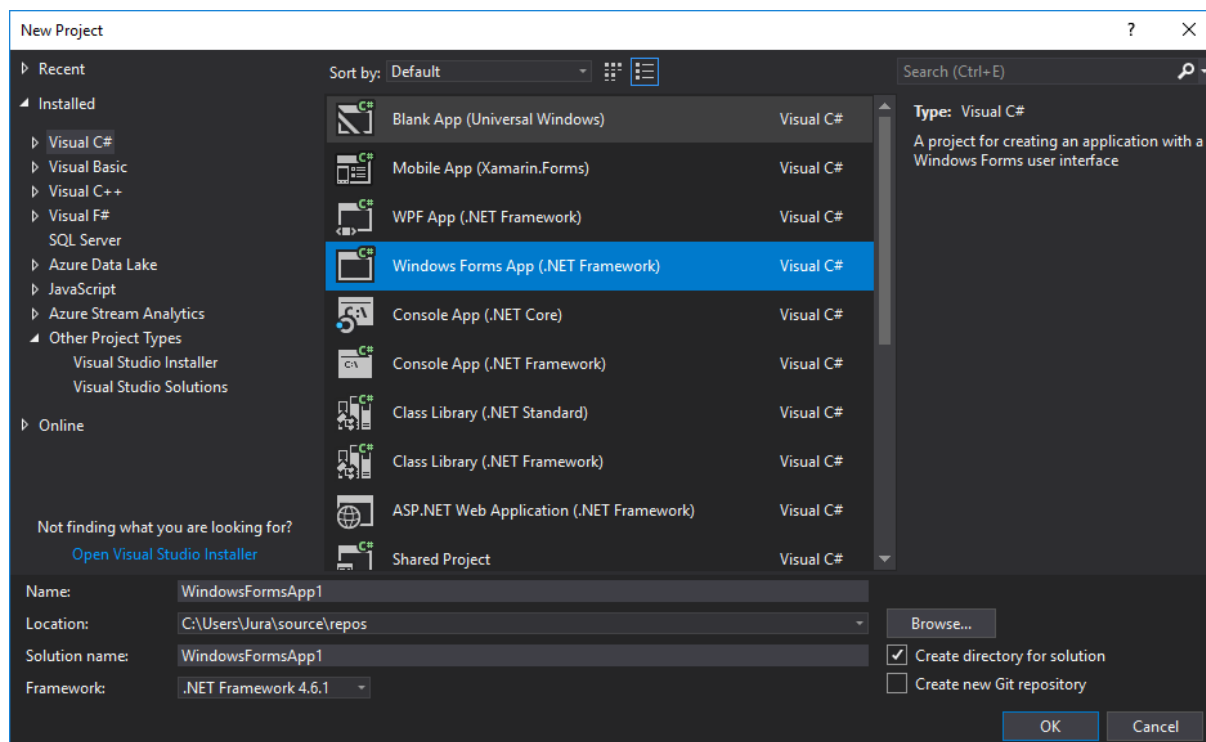 New Project
?
Recent
Installed
Visual C#
Visual Basic
Visual C++
Visual F#
SQL Server
Azure Data Lake
JavaScript
Azure Stream Analytics
Other Project Types
Visual Studio Installer
Visual Studio Solutions
Online
Not finding what you are looking for?
Open Visual Studio Installer
Sort by: Default
C# Blank App (Universal Windows) Visual C#
C# Mobile App (Xamarin.Forms) Visual C#
C# WPF App (.NET Framework) Visual C#
C# Windows Forms App (.NET Framework) Visual C#
C:\ Console App (.NET Core) Visual C#
C# C:\ Console App (.NET Framework) Visual C#
C# Class Library (.NET Standard) Visual C#
C# Class Library (.NET Framework) Visual C#
C# ASP.NET Web Application (.NET Framework) Visual C#
C# Shared Project Visual C#
Search (Ctrl+E)
Type: Visual C#
A project for creating an application with a
Windows Forms user interface
Name: WindowsFormsApp1
Location: C:\Users\Jura\source\repos
Browse...
Solution name: WindowsFormsApp1
Create directory for solution
Framework: .NET Framework 4.6.1
Create new Git repository
OK Cancel